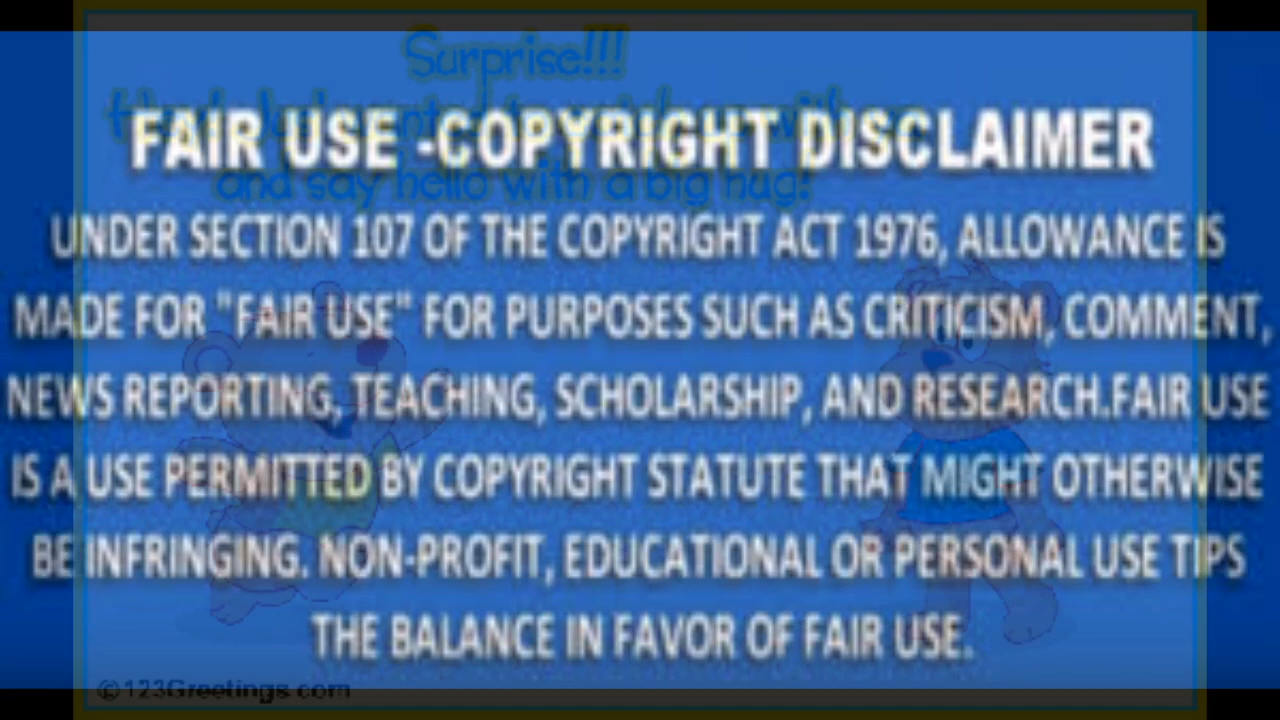 Surprise!!!
FAIR USE -COPYRIGHT DISCLAIMER
and say hello with a big hug!
UNDER SECTION 107 OF THE COPYRIGHT ACT 1976, ALLOWANCE IS
MADE FOR "FAIR USE" FOR PURPOSES SUCH AS CRITICISM, COMMENT,
NEWS REPORTING, TEACHING, SCHOLARSHIP, AND RESEARCH.FAIR USE
IS A USE PERMITTED BY COPYRIGHT STATUTE THAT MIGHT OTHERWISE
BE INFRINGING. NON-PROFIT, EDUCATIONAL OR PERSONAL USE TIPS
THE BALANCE IN FAVOR OF FAIR USE.
©123Greetings.com